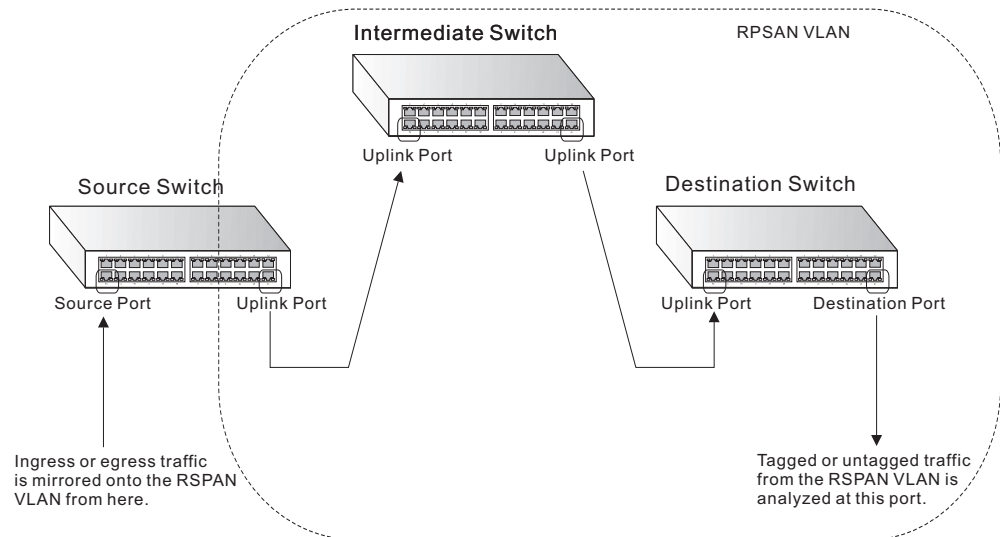 Intermediate Switch
RPSAN VLAN
Uplink Port
Uplink Port
Source Switch
Destination Switch
Source Port
Uplink Port
Uplink Port
Destination Port
Ingress or egress traffic
is mirrored onto the RSPAN
VLAN from here.
Tagged or untagged traffic
from the RSPAN VLAN is
analyzed at this port.